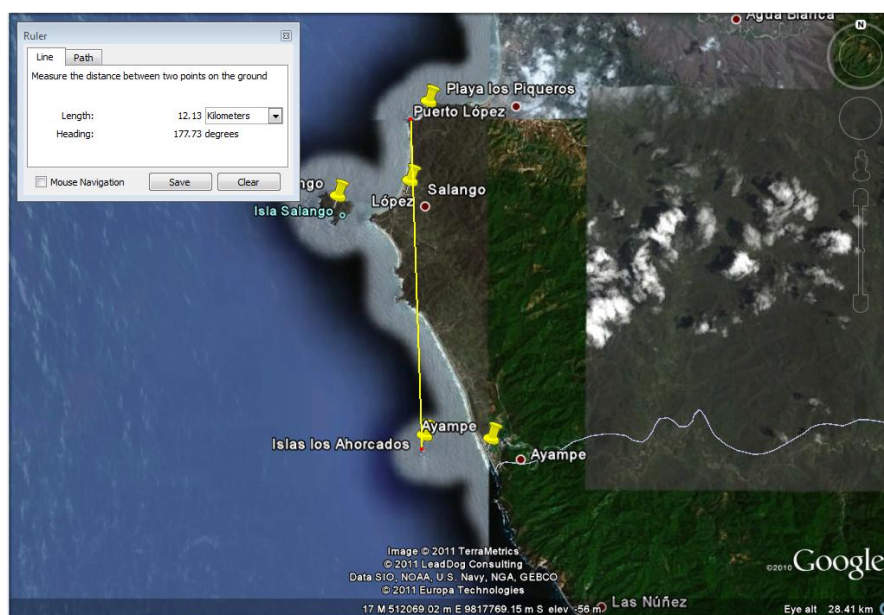 Ruler
Line Path
Measure the distance between two points on the ground
Length: 12.13 Kilometers
Heading: 177.73 degrees
Mouse Navigation Save Clear
Agua Blanca
N
Playa los Piqueros
Puerto López
Salango
López
Isla Salango
Ayampe
Islas los Ahorcados
Ayampe
Image © 2011 TerraMetrics
© 2011 LeadDog Consulting
Data SIO, NOAA, U.S. Navy, NGA, GEBCO
© 2011 Europa Technologies
©2010 Google
Las Núñez
17 M 512069.02 m E 9817769.15 m S elev -56 m
Eye alt 28.41 km